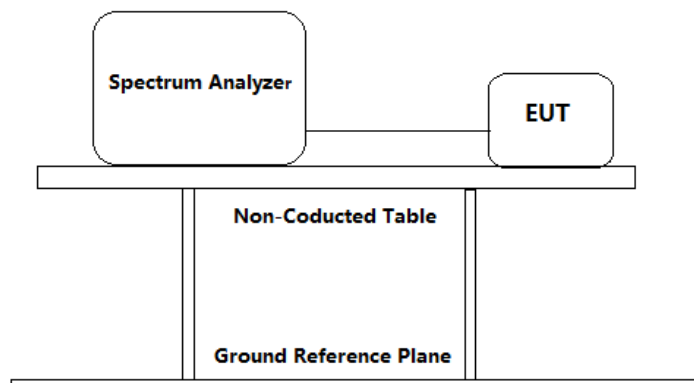 Spectrum Analyzer
EUT
Non-Coducted Table
Ground Reference Plane